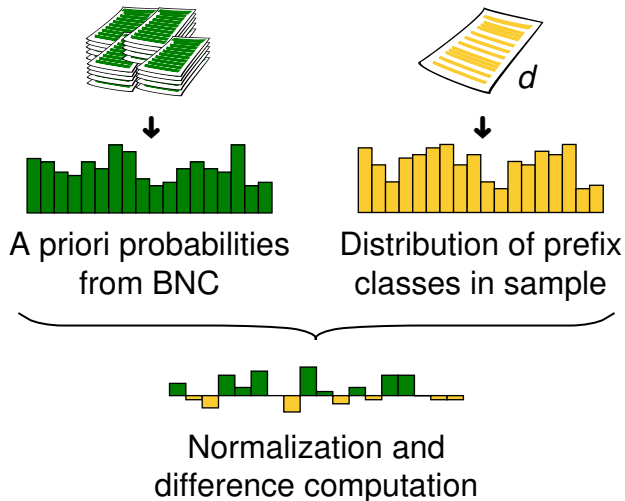 d
A priori probabilities
from BNC
Distribution of prefix
classes in sample
Normalization and
difference computation